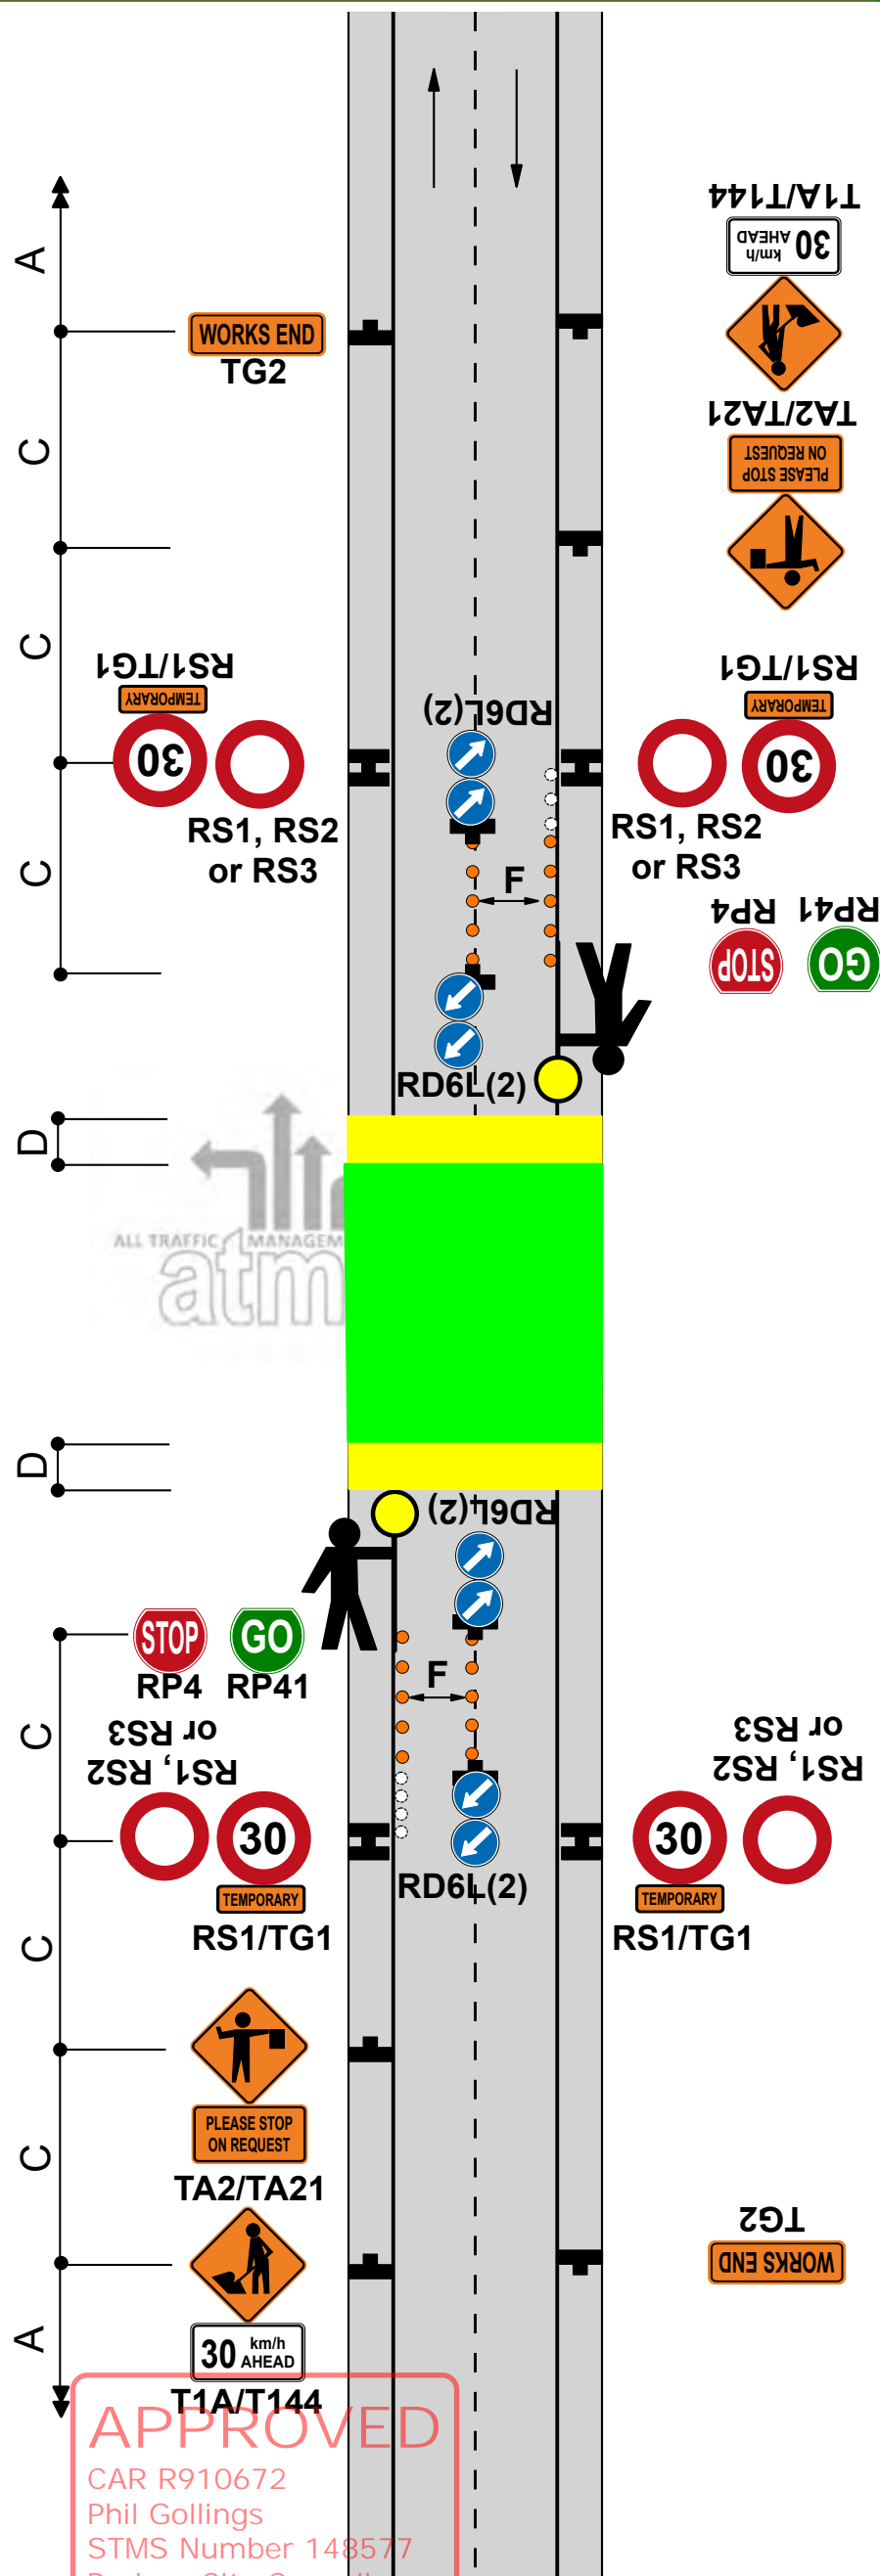 T1A/T144
30 km/h AHEAD
A
WORKS END
TG2
TA2/TA21
PLEASE STOP
ON REQUEST
C
C
RS1/TG1
TEMPORARY
30
RS1, RS2
or RS3
RD6L(2)
RS1/TG1
TEMPORARY
30
RS1, RS2
or RS3
C
F
RP4
RP41
STOP
GO
RD6L(2)
D
ALL TRAFFIC MANAGEM
atm
D
RD6L(2)
STOP
GO
RP4
RP41
F
C
RS1, RS2
or RS3
30
TEMPORARY
RS1/TG1
RD6L(2)
RS1, RS2
or RS3
30
TEMPORARY
RS1/TG1
C
PLEASE STOP
ON REQUEST
TA2/TA21
C
TG2
WORKS END
30 km/h AHEAD
T1A/T144
A
APPROVED
CAR R910672
Phil Gollings
STMS Number 148577